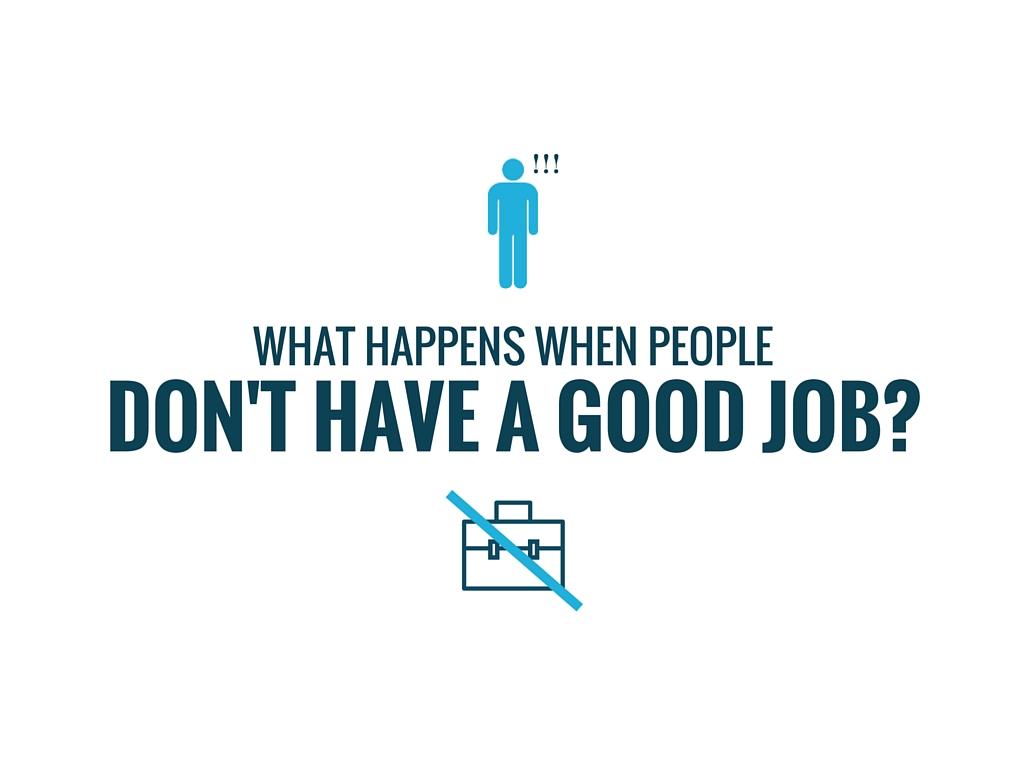 !!!
WHAT HAPPENS WHEN PEOPLE
DON'T HAVE A GOOD JOB?